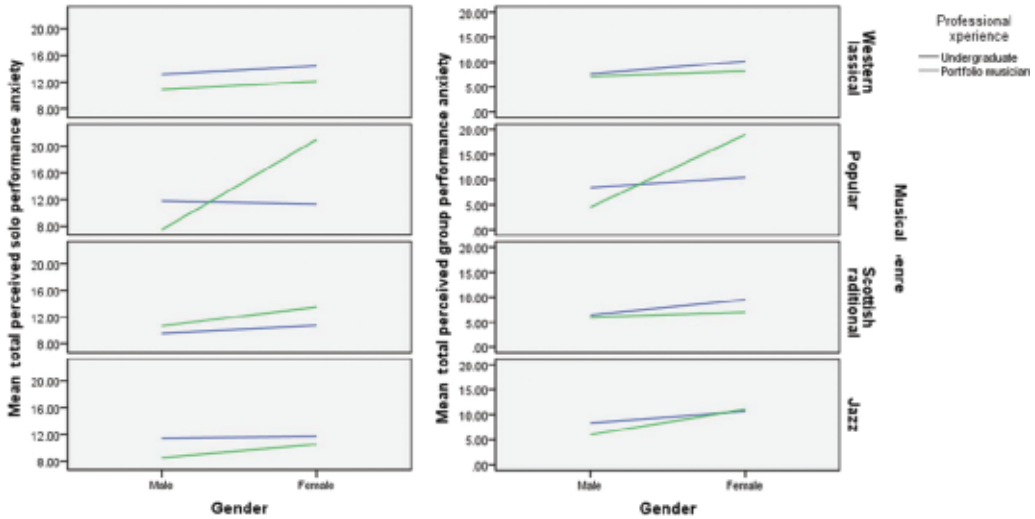 Mean total perceived solo performance anxiety
20.00
16.00
12.00
8.00
20.00
16.00
12.00
8.00
20.00
16.00
12.00
8.00
20.00
16.00
12.00
8.00
Male
Female
Gender
Mean total perceived group performance anxiety
20.00
15.00
10.00
5.00
.00
20.00
15.00
10.00
5.00
.00
20.00
15.00
10.00
5.00
.00
20.00
15.00
10.00
5.00
.00
Male
Female
Gender
Western
lassical
Popular
Scottish
raditional
Jazz
Musical enre
Professional
xperience
Undergraduate
Portfolio musician